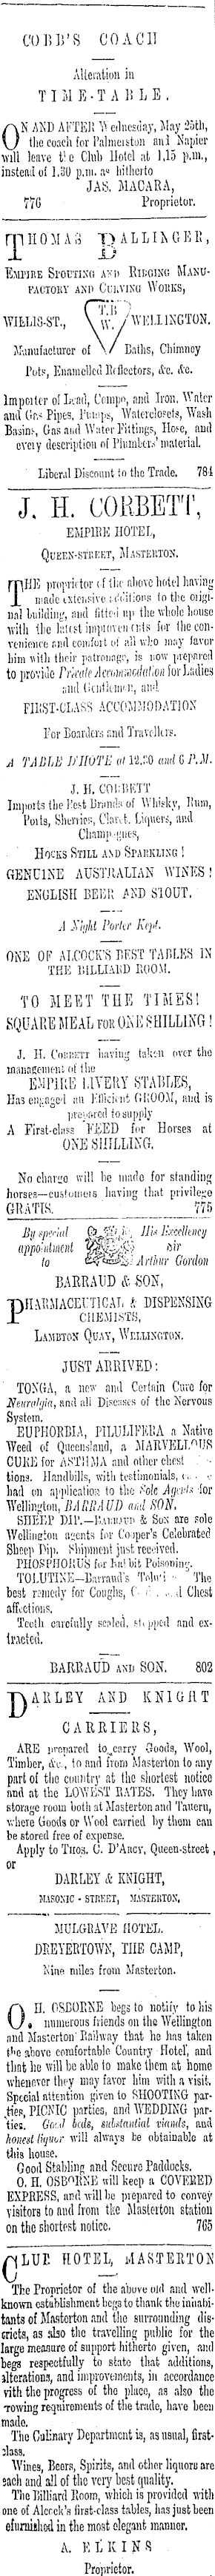 COBB'S COACH
Alteration in
TIME-TABLE.
ON AND AFTER Wednesday, May 25th,
the coach for Palmerston and Napier
will leave the Club Hotel at 1.15 p.m.,
instead of 1.30 p.m. as hitherto
JAS. MACARA,
776 Proprietor.
THOMAS BALLINGER,
EMPIRE SPOUTING AND RIDGING MANU-
FACTORY AND CURVING WORKS,
WILLIS-ST., T.B W. WELLINGTON.
Manufacturer of Baths, Chimney
Pots, Enamelled Reflectors, &c. &c.
Importer of Lead, Compo, and Iron, Water
and Gas Pipes, Pumps, Waterclosets, Wash
Basins, Gas and Water Fittings, Hose, and
every description of Plumbers' material.
Liberal Discount to the Trade. 784
J. H. CORBETT,
EMPIRE HOTEL,
QUEEN-STREET, MASTERTON.
THE proprietor of the above hotel having
made extensive additions to the origi-
nal building, and fitted up the whole house
with the latest improvements for the con-
venience and comfort of all who may favor
him with their patronage, is now prepared
to provide Private Accommodation for Ladies
and Gentlemen, and
FIRST-CLASS ACCOMMODATION
For Boarders and Travellers.
A TABLE D'HOTE at 12.30 and 6 P.M.
J. H. CORBETT
Imports the Best Brands of Whisky, Rum,
Ports, Sherries, Claret, Liquers, and
Champagnes,
HOCKS STILL AND SPARKLING!
GENUINE AUSTRALIAN WINES!
ENGLISH BEER AND STOUT.
A Night Porter Kept.
ONE OF ALCOCK'S BEST TABLES IN
THE BILLIARD ROOM.
TO MEET THE TIMES!
SQUARE MEAL FOR ONE SHILLING!
J. H. CORBETT having taken over the
management of the
EMPIRE LIVERY STABLES,
Has engaged an Efficient GROOM, and is
prepared to supply
A First-class FEED for Horses at
ONE SHILLING.
No charge will be made for standing
horses—customers having that privilege
GRATIS. 775
By special appointment to His Excellency Sir Arthur Gordon
BARRAUD & SON,
PHARMACEUTICAL & DISPENSING
CHEMISTS,
LAMBTON QUAY, WELLINGTON.
JUST ARRIVED:
TONGA, a new and Certain Cure for
Neuralgia, and all Diseases of the Nervous
System.
EUPHORBIA, PILULIFERA a Native
Weed of Queensland, a MARVELLOUS
CURE for ASTHMA and other chest
tions. Handbills, with testimonials,
had on application to the Sole Agents for
Wellington, BARRAUD and SON.
SHEEP DIP.—BARRAUD & SON are sole
Wellington agents for Cooper's Celebrated
Sheep Dip. Shipment just received.
PHOSPHORUS for Rabbit Poisoning.
TOLUTINE—Barraud's The
best remedy for Coughs, Chest
affections.
Teeth carefully scaled, stopped and ex-
tracted.
BARRAUD AND SON. 802
DARLEY AND KNIGHT
CARRIERS,
ARE prepared to carry Goods, Wool,
Timber, &c., to and from Masterton to any
part of the country at the shortest notice
and at the LOWEST RATES. They have
storage room both at Masterton and Taueru,
where Goods or Wool carried by them can
be stored free of expense.
Apply to THOS. C. D'ARCY, Queen-street,
or
DARLEY & KNIGHT,
MASONIC-STREET, MASTERTON.
MULGRAVE HOTEL.
DREYERTOWN, THE CAMP,
Nine miles from Masterton.
O. H. OSBORNE begs to notify to his
numerous friends on the Wellington
and Masterton Railway that he has taken
the above comfortable Country Hotel, and
that he will be able to make them at home
whenever they may favor him with a visit.
Special attention given to SHOOTING par-
ties, PICNIC parties, and WEDDING par-
ties. Good beds, substantial viands, and
honest liquor will always be obtainable at
this house.
Good Stabling and Secure Paddocks.
O. H. OSBORNE will keep a COVERED
EXPRESS, and will be prepared to convey
visitors to and from the Masterton station
on the shortest notice. 765
CLUB HOTEL, MASTERTON
The Proprietor of the above old and well-
known establishment begs to thank the inhabi-
tants of Masterton and the surrounding dis-
tricts, as also the travelling public for the
large measure of support hitherto given, and
begs respectfully to state that additions,
alterations, and improvements, in accordance
with the progress of the place, as also the
growing requirements of the trade, have been
made.
The Culinary Department is, as usual, first-
class.
Wines, Beers, Spirits, and other liquors are
each and all of the very best quality.
The Billiard Room, which is provided with
one of Alcock's first-class tables, has just been
efurnished in the most elegant manner.
A. ELKINS
Proprietor.